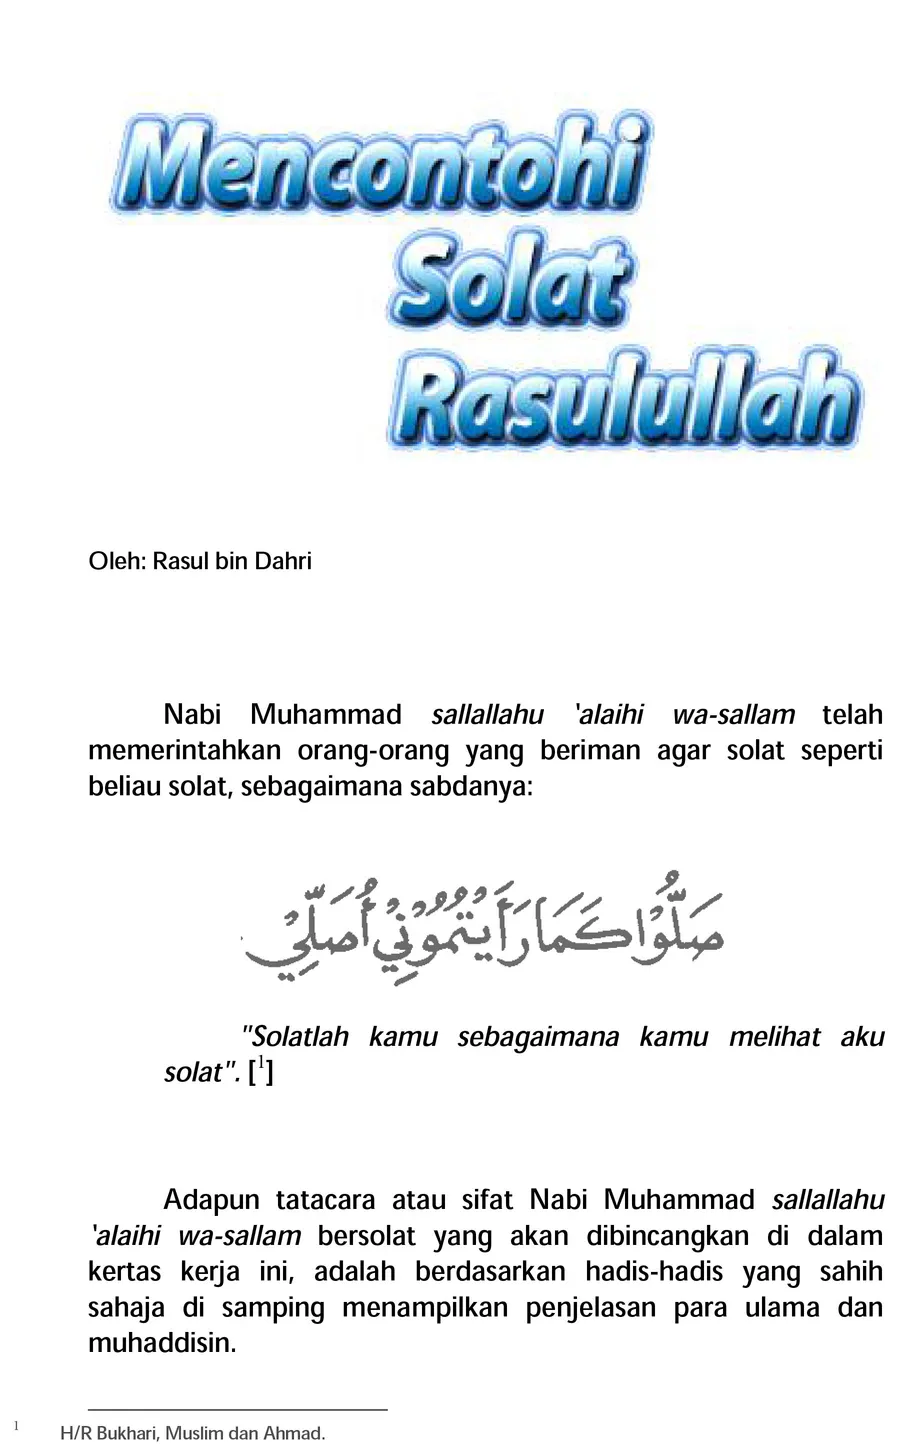 Mencontohi
Solat
Rasulullah
Oleh: Rasul bin Dahri
Nabi Muhammad sallallahu ‘alaihi wa-sallam telah
memerintahkan orang-orang yang beriman agar solat seperti
beliau solat, sebagaimana sabdanya:
صَلُّوْا كَمَا رَأَيْتُمُوْنِيْ أُصَلِّيْ
"Solatlah kamu sebagaimana kamu melihat aku
solat". [1]
Adapun tatacara atau sifat Nabi Muhammad sallallahu
‘alaihi wa-sallam bersolat yang akan dibincangkan di dalam
kertas kerja ini, adalah berdasarkan hadis-hadis yang sahih
sahaja di samping menampilkan penjelasan para ulama dan
muhaddisin.
1 H/R Bukhari, Muslim dan Ahmad.